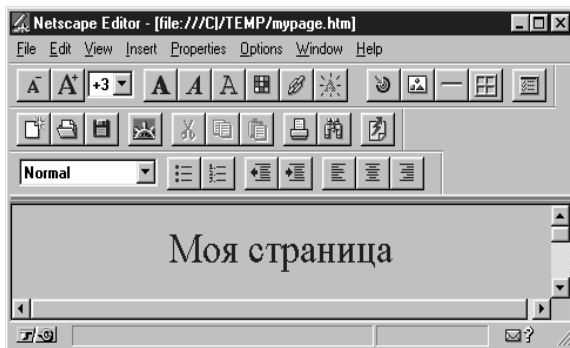 Netscape Editor - [file:///C|/TEMP/mypage.htm]
File Edit View Insert Properties Options Window Help
A- A+ +3 A A A
Normal
Моя страница